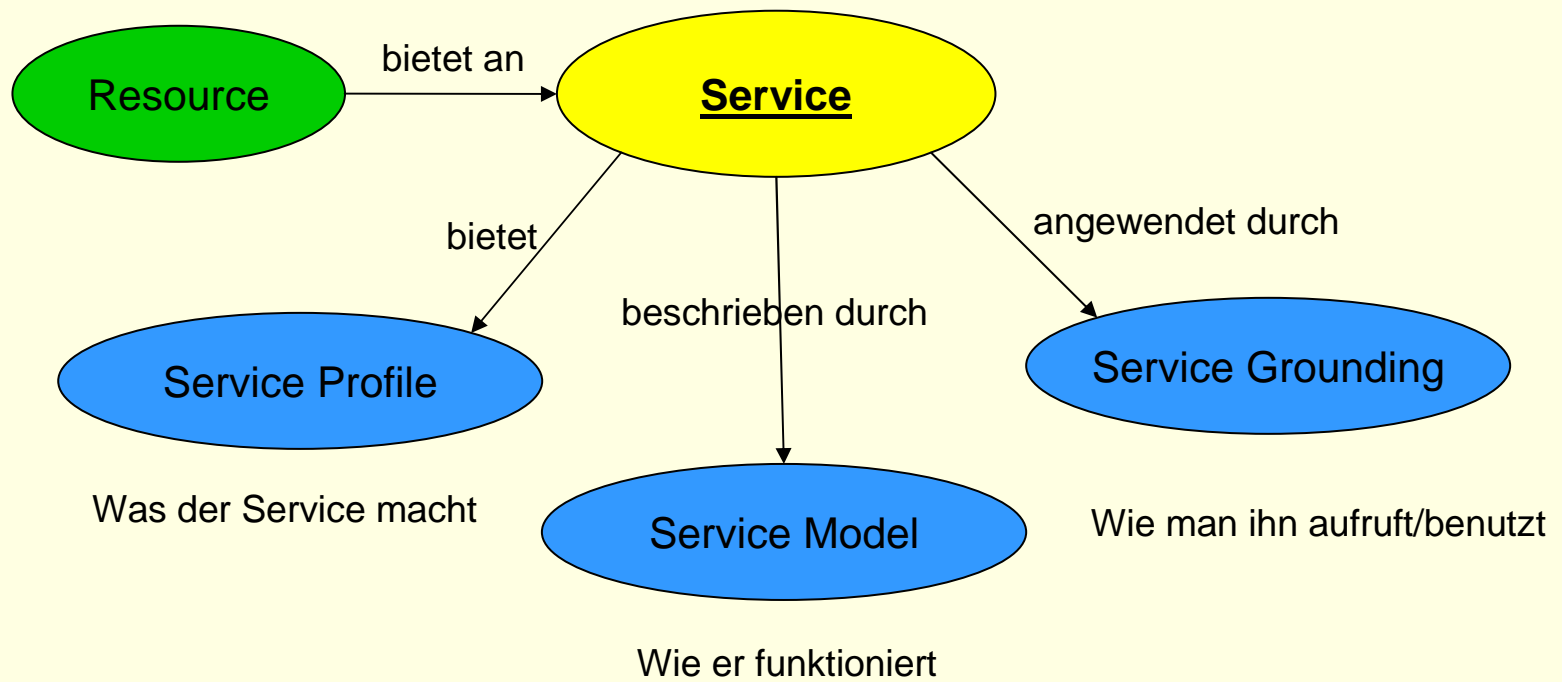 Resource
bietet an
Service
bietet
angewendet durch
beschrieben durch
Service Profile
Service Grounding
Was der Service macht
Service Model
Wie man ihn aufruft/benutzt
Wie er funktioniert